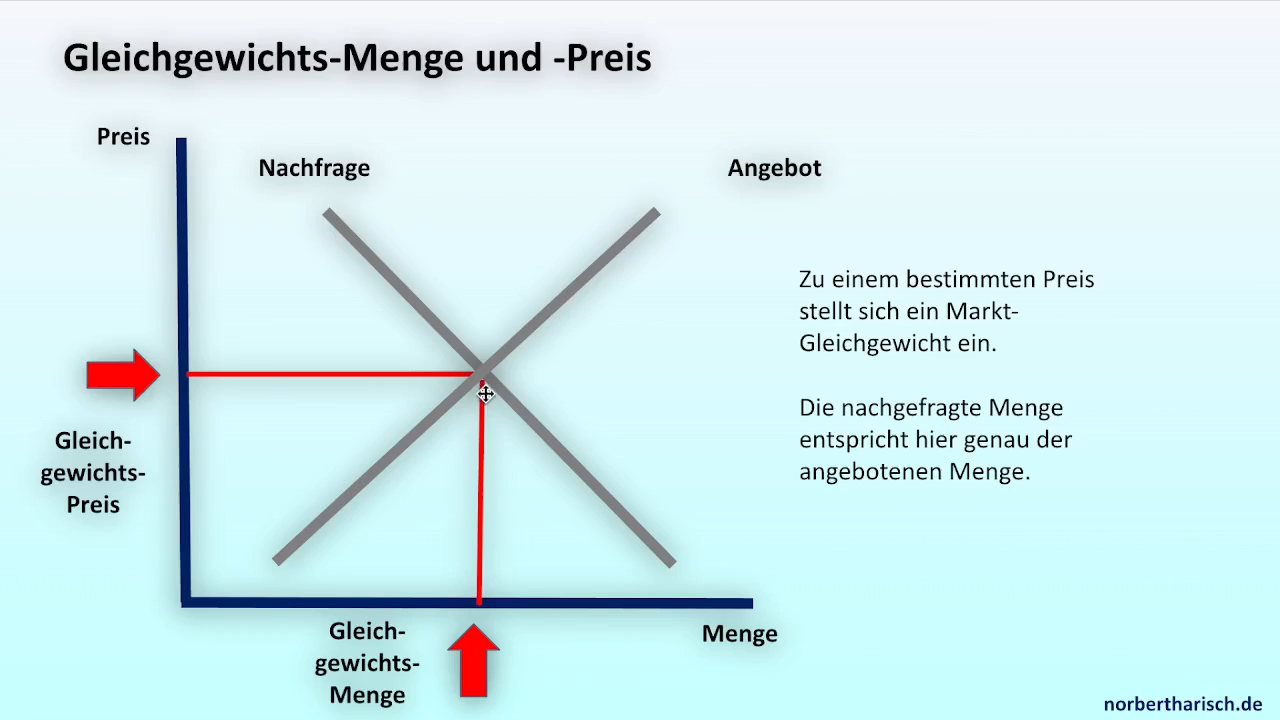 Gleichgewichts-Menge und -Preis
Preis
Nachfrage
Angebot
Zu einem bestimmten Preis
stellt sich ein Markt-
Gleichgewicht ein.
Die nachgefragte Menge
entspricht hier genau der
angebotenen Menge.
Gleich-
gewichts-
Preis
Gleich-
gewichts-
Menge
Menge
norbertharisch.de